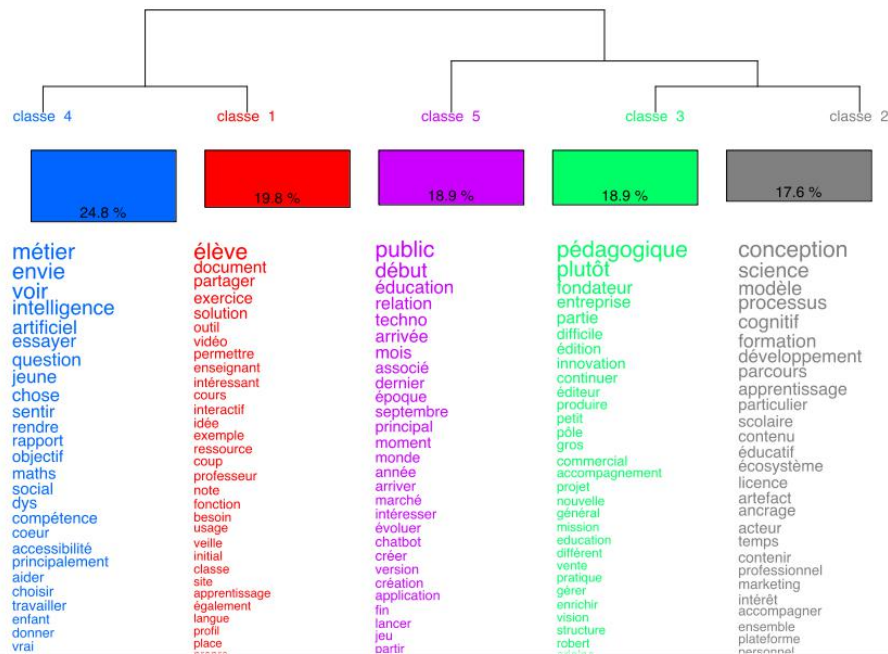 classe 4
classe 1
classe 5
classe 3
classe 2
24.8 %
19.8 %
18.9 %
18.9 %
17.6 %
métier
envie
voir
intelligence
artificiel
essayer
question
jeune
chose
sentir
rendre
rapport
objectif
maths
social
dys
compétence
coeur
accessibilité
principalement
aider
choisir
travailler
enfant
donner
vrai
élève
document
partager
exercice
solution
outil
vidéo
permettre
enseignant
intéressant
cours
interactif
idée
exemple
ressource
coup
professeur
note
fonction
besoin
usage
veille
initial
classe
site
apprentissage
également
langue
profil
place
public
début
éducation
relation
techno
arrivée
mois
associé
dernier
époque
septembre
principal
moment
monde
année
arriver
marché
intéresser
évoluer
chatbot
créer
version
création
application
fin
lancer
jeu
partir
pédagogique
plutôt
fondateur
entreprise
partie
difficile
édition
innovation
continuer
éditeur
produire
petit
pôle
gros
commercial
accompagnement
projet
nouvelle
général
mission
education
différent
vente
pratique
gérer
enrichir
vision
structure
robert
conception
science
modèle
processus
cognitif
formation
développement
parcours
apprentissage
particulier
scolaire
contenu
éducatif
écosystème
licence
artefact
ancrage
acteur
temps
contenir
professionnel
marketing
intérêt
accompagner
ensemble
plateforme
personnel